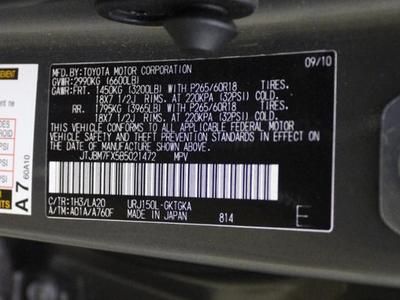 MFD.BY:TOYOTA MOTOR CORPORATION 09/10
GVWR:2990KG (6600LB)
GAWR:FRT. 1450KG (3200LB) WITH P265/60R18 TIRES.
18X7 1/2J RIMS. AT 220KPA (32PSI) COLD
RR. 1795KG (3965LB) WITH P265/60R18 TIRES.
18X7 1/2J RIMS. AT 220KPA (32PSI) COLD
THIS VEHICLE CONFORMS TO ALL APPLICABLE FEDERAL MOTOR
VEHICLE SAFETY AND THEFT PREVENTION STANDARDS IN EFFECT ON
THE DATE OF MANUFACTURE SHOWN ABOVE.
JTJBM7FX5B5021472 MPV
C/TR:1H3/LA20 URJ150L-GKTGKA
A/TM:A01A/A760F MADE IN JAPAN 814
E
A7
60A10
PSI
PSI